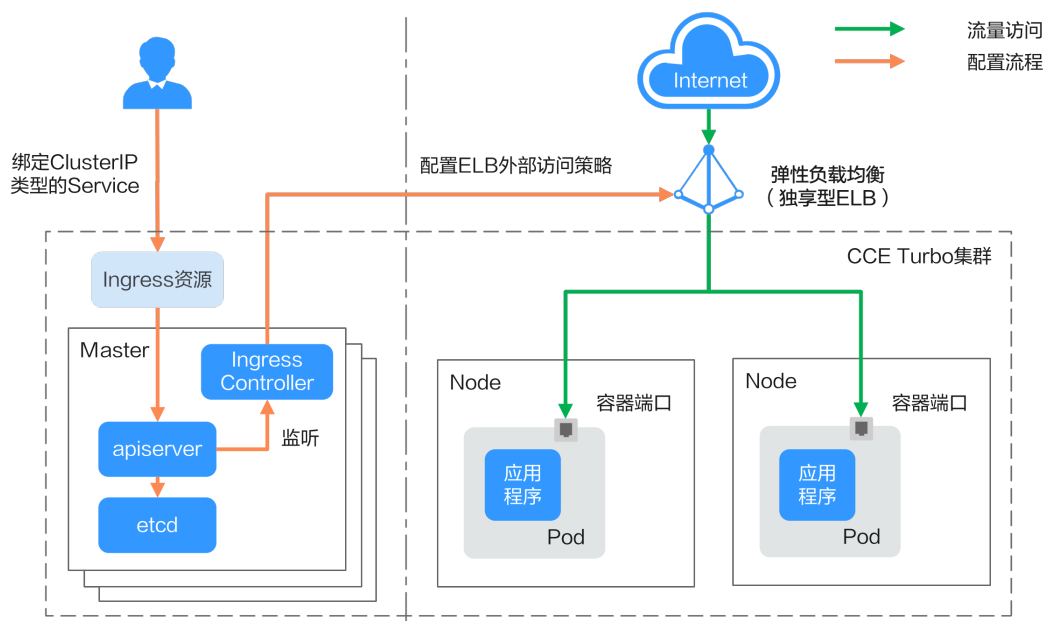 流量访问
配置流程
Internet
绑定ClusterIP
类型的Service
配置ELB外部访问策略
弹性负载均衡
（独享型ELB）
CCE Turbo集群
Ingress资源
Master
Ingress
Controller
监听
apiserver
etcd
Node
容器端口
应用
程序
Pod
Node
容器端口
应用
程序
Pod